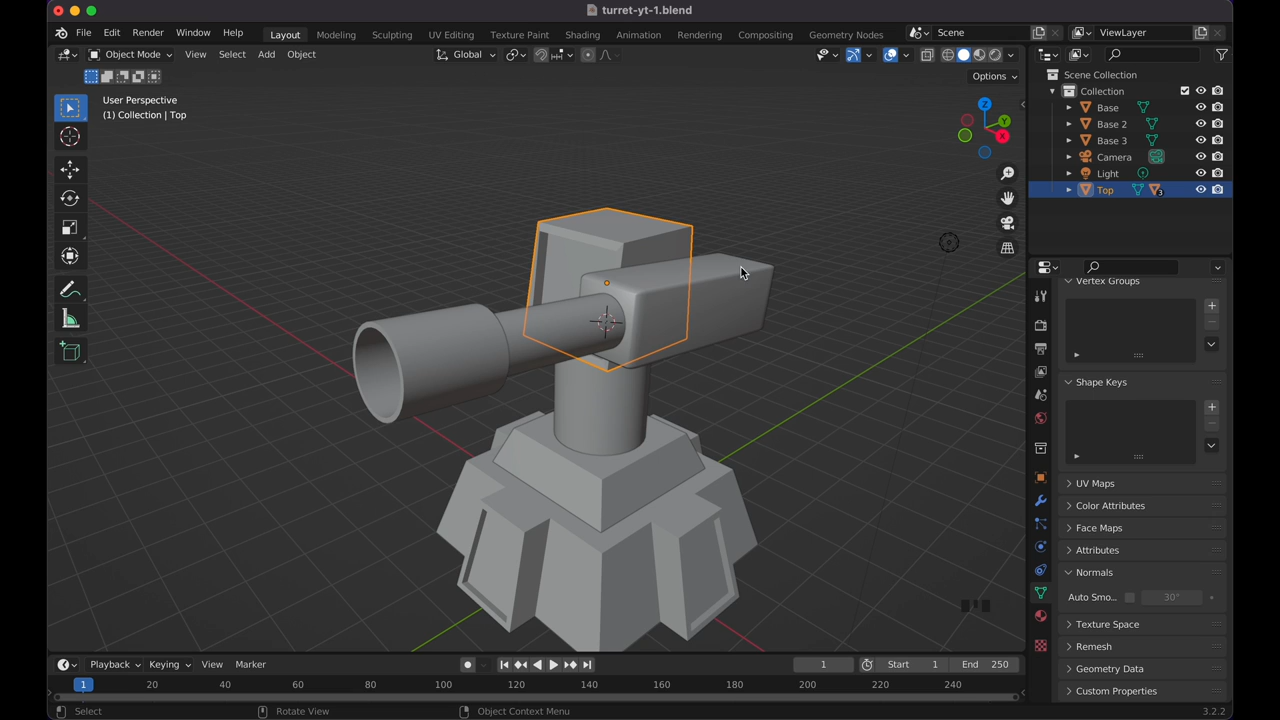 turret-yt-1.blend
File Edit Render Window Help Layout Modeling Sculpting UV Editing Texture Paint Shading Animation Rendering Compositing Geometry Nodes Scene ViewLayer
Object Mode View Select Add Object Global
Options
User Perspective
(1) Collection | Top
Z
Y
X
Scene Collection
Collection
Base
Base 2
Base 3
Camera
Light
Top 3
Vertex Groups
Shape Keys
UV Maps
Color Attributes
Face Maps
Attributes
Normals
Auto Smo... 30°
Texture Space
Remesh
Geometry Data
Custom Properties
Playback Keying View Marker 1 Start 1 End 250
1 20 40 60 80 100 120 140 160 180 200 220 240
Select Rotate View Object Context Menu 3.2.2